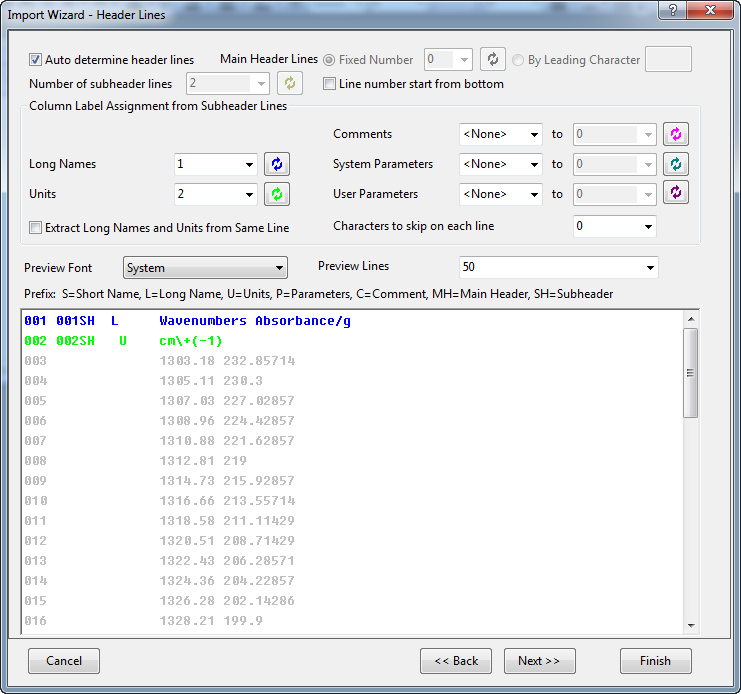 Import Wizard - Header Lines
Auto determine header lines Main Header Lines Fixed Number 0 By Leading Character
Number of subheader lines 2 Line number start from bottom
Column Label Assignment from Subheader Lines
Comments <None> to 0
Long Names 1 System Parameters <None> to 0
Units 2 User Parameters <None> to 0
Extract Long Names and Units from Same Line Characters to skip on each line 0
Preview Font System Preview Lines 50
Prefix: S=Short Name, L=Long Name, U=Units, P=Parameters, C=Comment, MH=Main Header, SH=Subheader
001 001SH L Wavenumbers Absorbance/g
002 002SH U cm\+(-1)
003 1303.18 232.85714
004 1305.11 230.3
005 1307.03 227.02857
006 1308.96 224.42857
007 1310.88 221.62857
008 1312.81 219
009 1314.73 215.92857
010 1316.66 213.55714
011 1318.58 211.11429
012 1320.51 208.71429
013 1322.43 206.28571
014 1324.36 204.22857
015 1326.28 202.14286
016 1328.21 199.9
Cancel << Back Next >> Finish